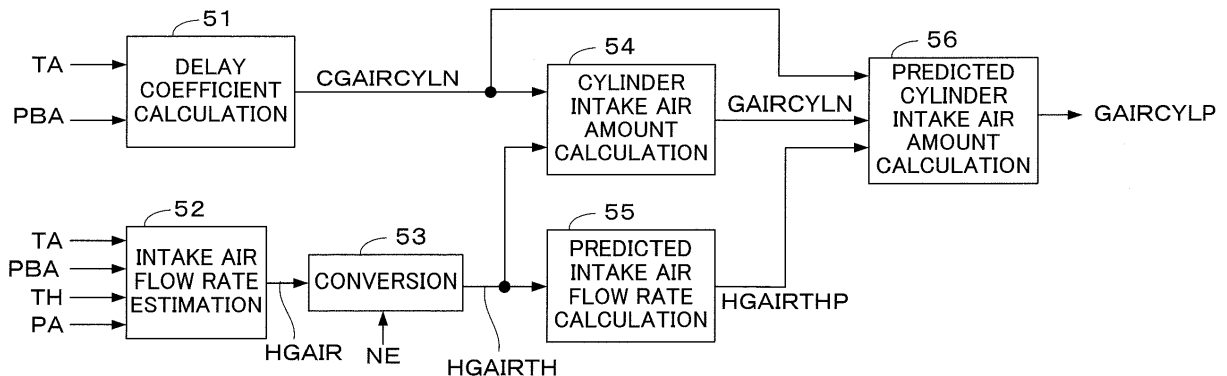 51
TA
PBA
DELAY
COEFFICIENT
CALCULATION
CGAIRCYLN
54
CYLINDER
INTAKE AIR
AMOUNT
CALCULATION
GAIRCYLN
56
PREDICTED
CYLINDER
INTAKE AIR
AMOUNT
CALCULATION
GAIRCYLP
52
TA
PBA
TH
PA
INTAKE AIR
FLOW RATE
ESTIMATION
HGAIR
53
CONVERSION
NE
HGAIRTH
55
PREDICTED
INTAKE AIR
FLOW RATE
CALCULATION
HGAIRTHP